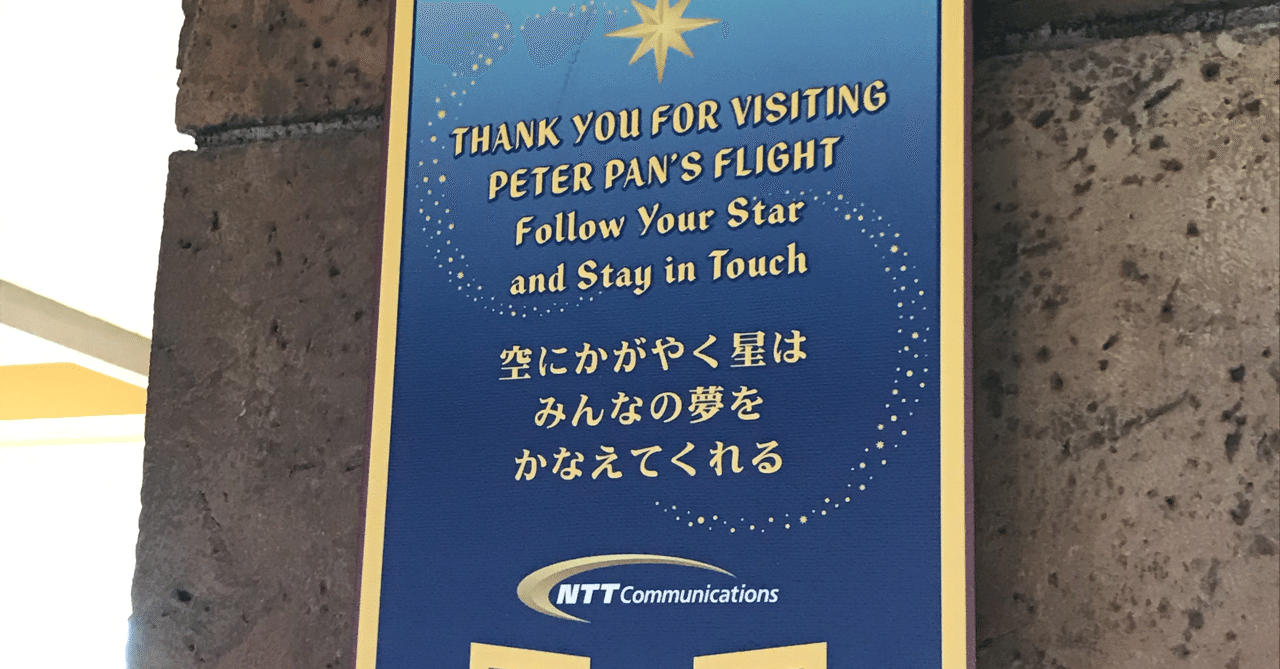 THANK YOU FOR VISITING
PETER PAN'S FLIGHT
Follow Your Star
and Stay in Touch
空にかがやく星は
みんなの夢を
かなえてくれる
NTT Communications